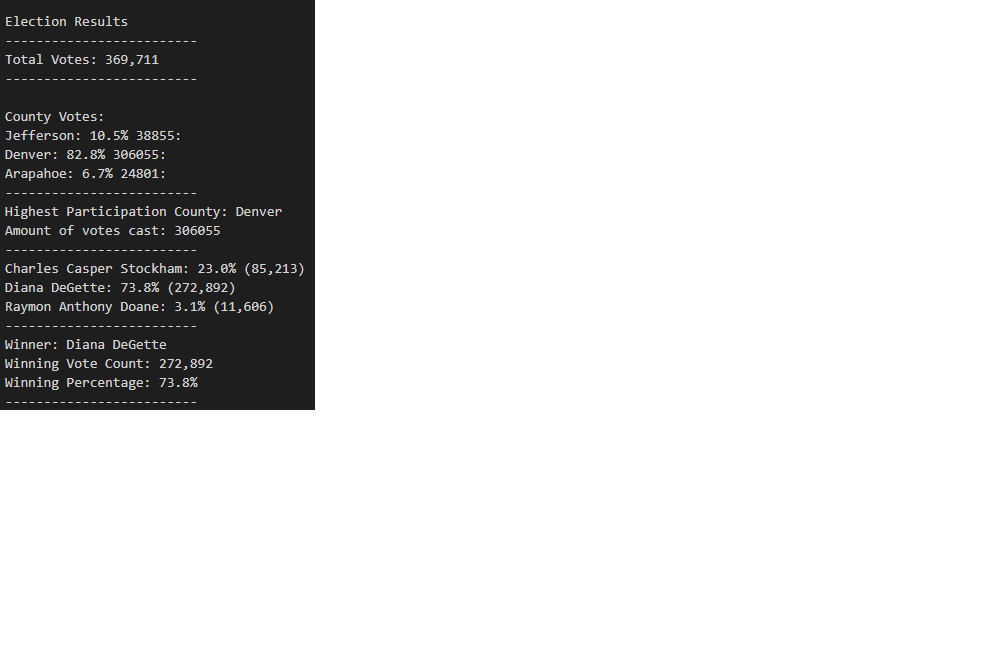 Election Results
-------------------------
Total Votes: 369,711
-------------------------
County Votes:
Jefferson: 10.5% 38855:
Denver: 82.8% 306055:
Arapahoe: 6.7% 24801:
-------------------------
Highest Participation County: Denver
Amount of votes cast: 306055
-------------------------
Charles Casper Stockham: 23.0% (85,213)
Diana DeGette: 73.8% (272,892)
Raymon Anthony Doane: 3.1% (11,606)
-------------------------
Winner: Diana DeGette
Winning Vote Count: 272,892
Winning Percentage: 73.8%
-------------------------